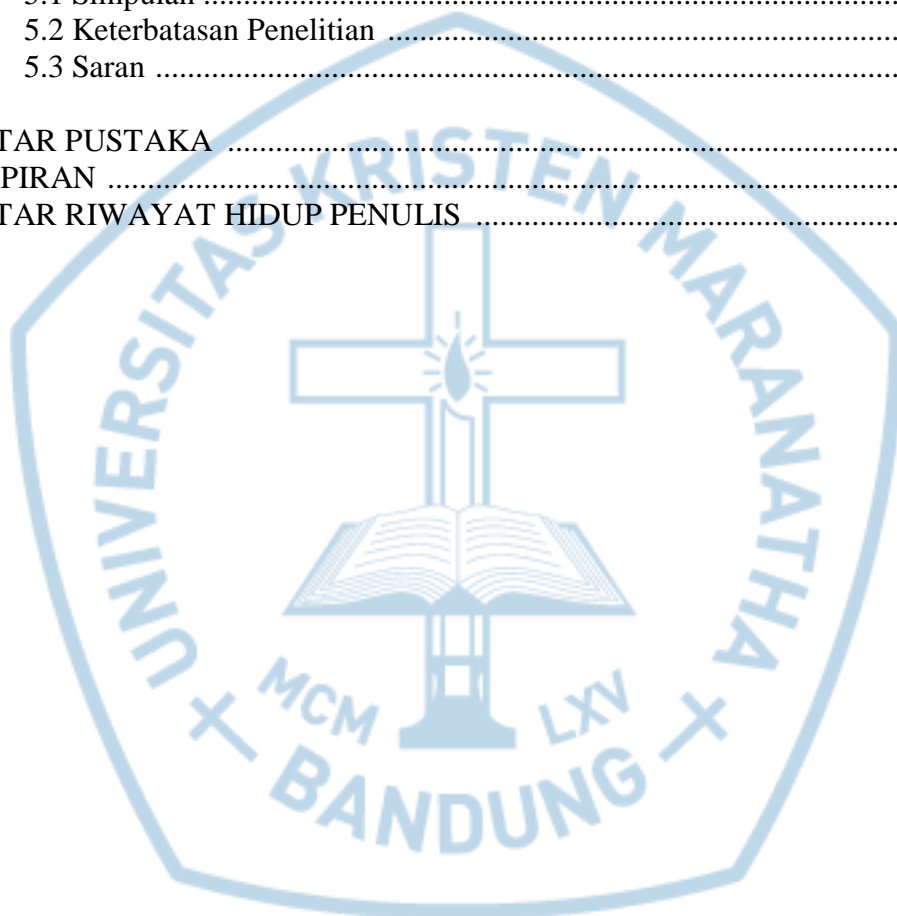 5.1 Simpulan ..........................................................................................
5.2 Keterbatasan Penelitian .................................................................
5.3 Saran ...............................................................................................
TAR PUSTAKA ......................................................................................
PIRAN .....................................................................................................
TAR RIWAYAT HIDUP PENULIS ......................................................
UNIVERSITAS KRISTEN MARANATHA
MCM LXV
BANDUNG